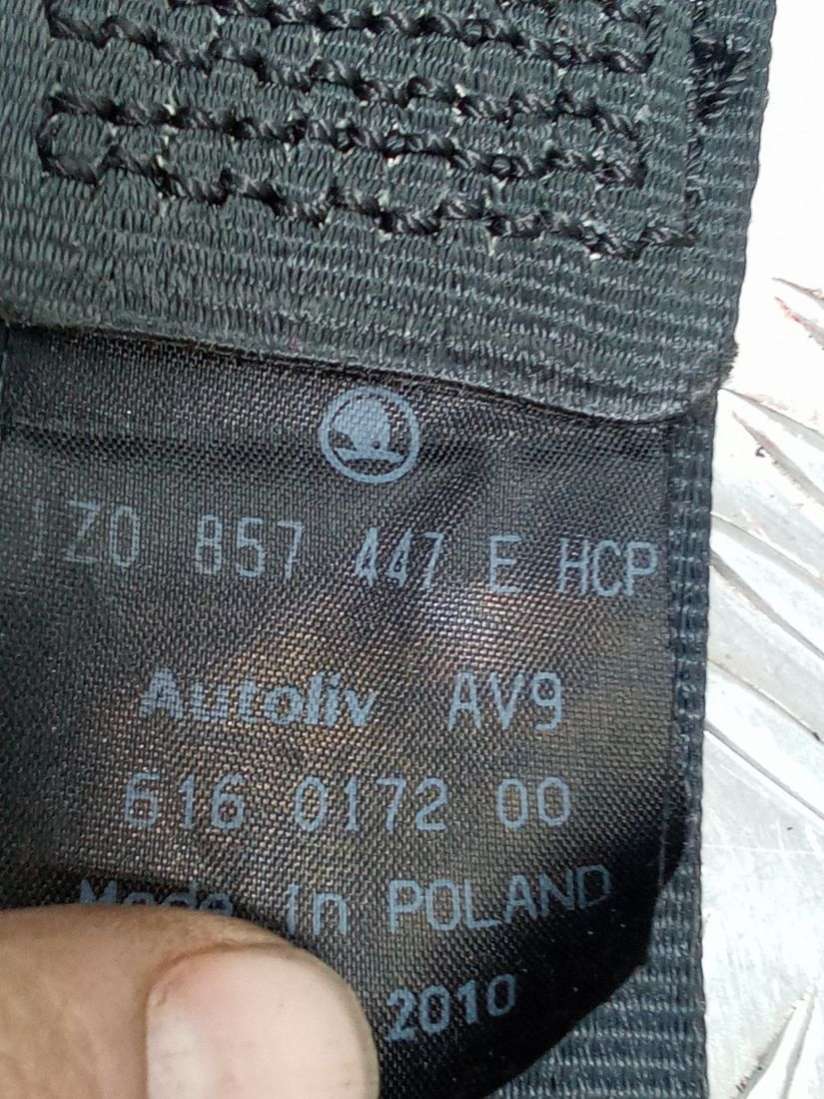 1Z0 857 447 E HCP
Autoliv AV9
616 0172 00
Made in POLAND
2010